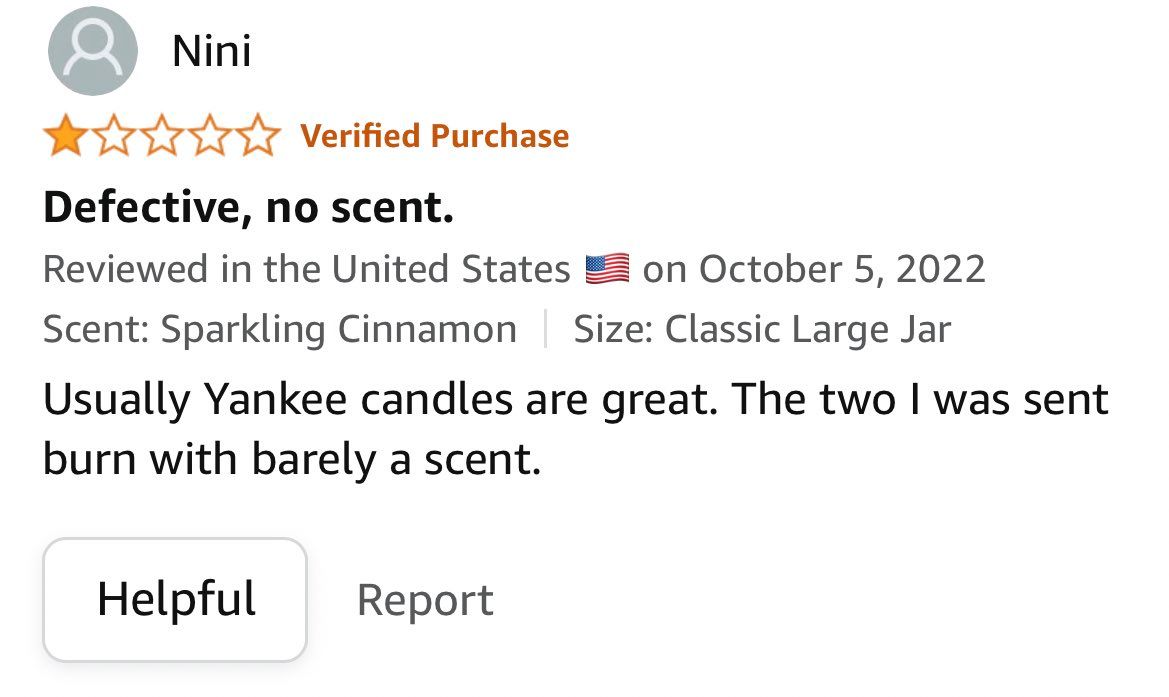 Nini
Verified Purchase
Defective, no scent.
Reviewed in the United States 🇺🇸 on October 5, 2022
Scent: Sparkling Cinnamon | Size: Classic Large Jar
Usually Yankee candles are great. The two I was sent
burn with barely a scent.
Helpful Report